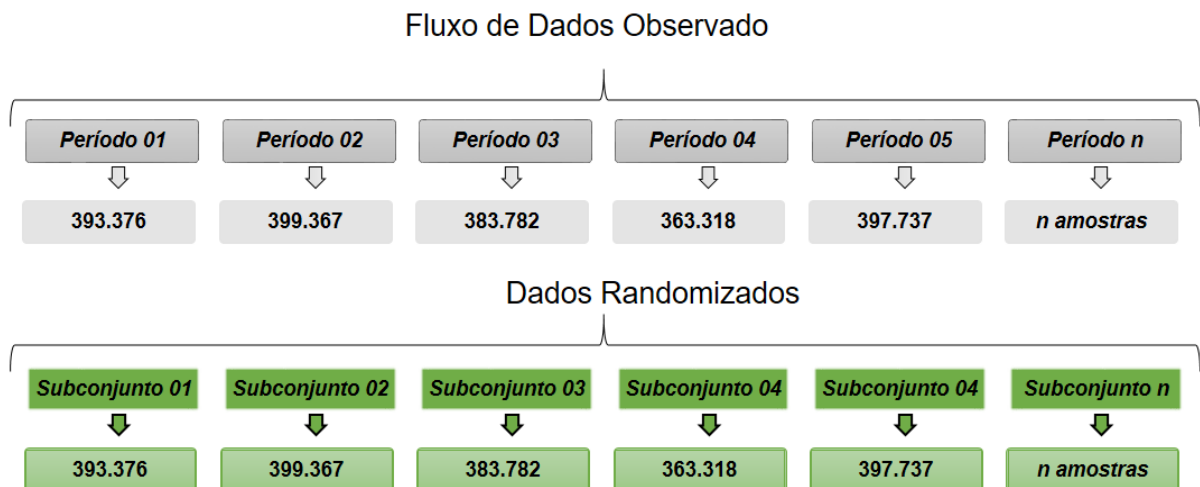 Fluxo de Dados Observado
Período 01 Período 02 Período 03 Período 04 Período 05 Período n
393.376 399.367 383.782 363.318 397.737 n amostras
Dados Randomizados
Subconjunto 01 Subconjunto 02 Subconjunto 03 Subconjunto 04 Subconjunto 04 Subconjunto n
393.376 399.367 383.782 363.318 397.737 n amostras